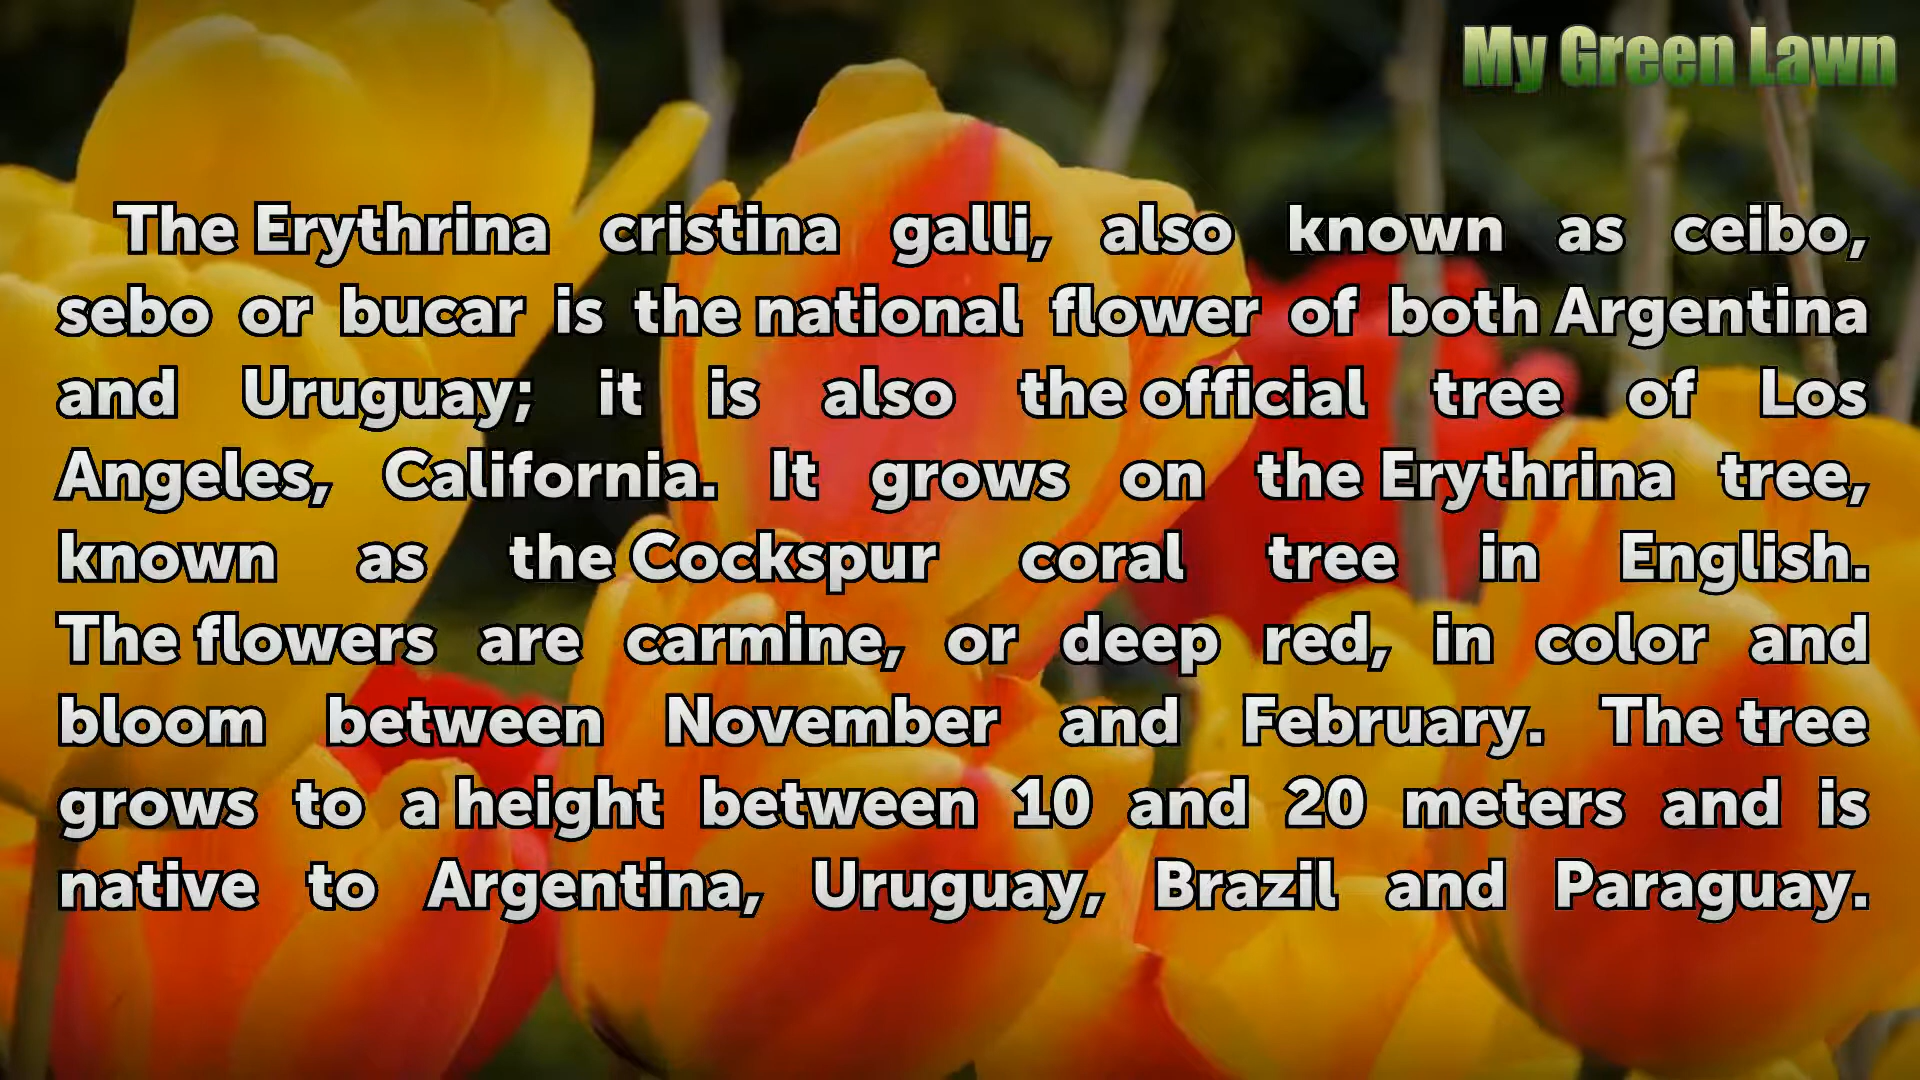 My Green Lawn
The Erythrina cristina galli, also known as ceibo,
sebo or bucar is the national flower of both Argentina
and Uruguay; it is also the official tree of Los
Angeles, California. It grows on the Erythrina tree,
known as the Cockspur coral tree in English.
The flowers are carmine, or deep red, in color and
bloom between November and February. The tree
grows to a height between 10 and 20 meters and is
native to Argentina, Uruguay, Brazil and Paraguay.